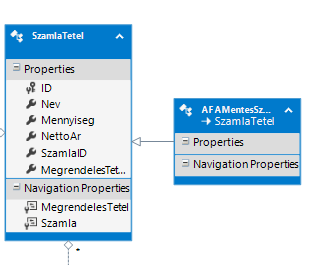 SzamlaTetel
Properties
ID
Nev
Mennyiseg
NettoAr
SzamlaID
MegrendelesTet...
Navigation Properties
MegrendelesTetel
Szamla
*
AFAMentesSz...
→ SzamlaTetel
Properties
Navigation Properties